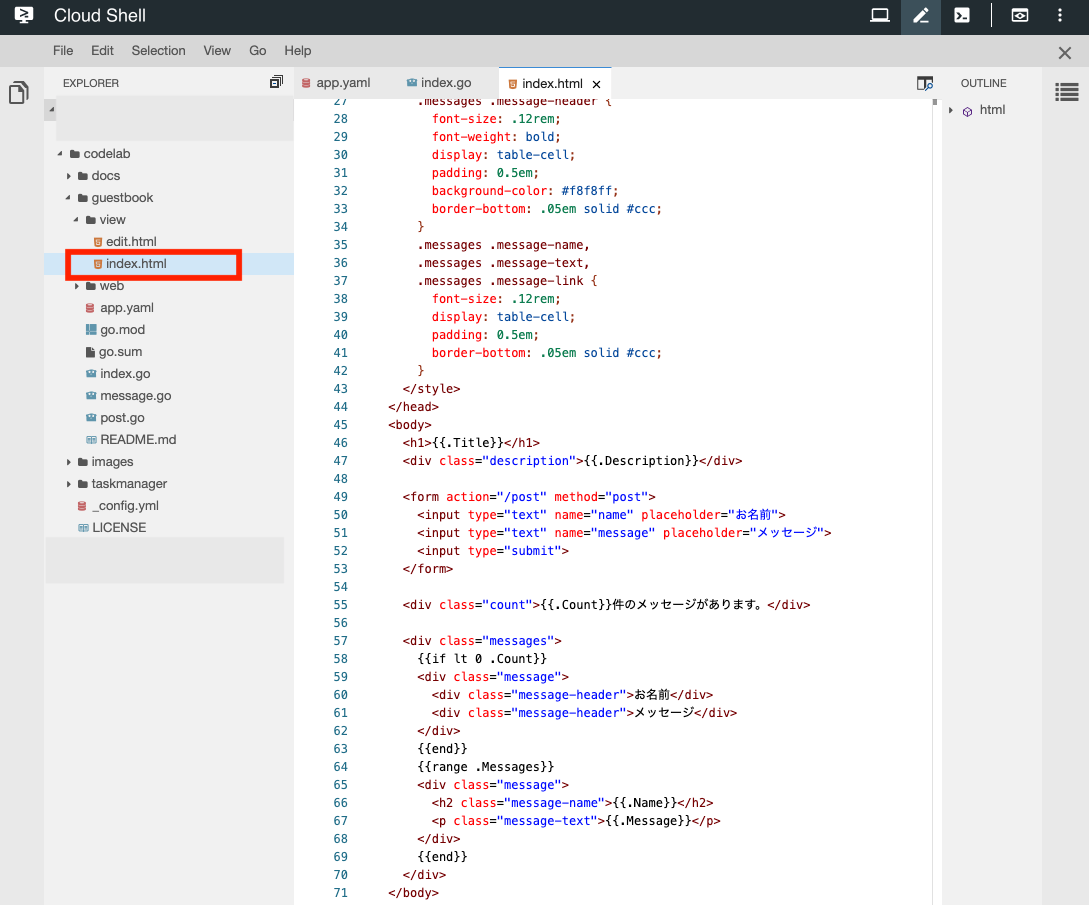 Cloud Shell
File Edit Selection View Go Help
EXPLORER
codelab
docs
guestbook
view
edit.html
index.html
web
app.yaml
go.mod
go.sum
index.go
message.go
post.go
README.md
images
taskmanager
_config.yml
LICENSE
app.yaml index.go index.html
27 .messages .message-header {
28 font-size: .12rem;
29 font-weight: bold;
30 display: table-cell;
31 padding: 0.5em;
32 background-color: #f8f8ff;
33 border-bottom: .05em solid #ccc;
34 }
35 .messages .message-name,
36 .messages .message-text,
37 .messages .message-link {
38 font-size: .12rem;
39 display: table-cell;
40 padding: 0.5em;
41 border-bottom: .05em solid #ccc;
42 }
43 </style>
44 </head>
45 <body>
46 <h1>{{.Title}}</h1>
47 <div class="description">{{.Description}}</div>
48
49 <form action="/post" method="post">
50 <input type="text" name="name" placeholder="お名前">
51 <input type="text" name="message" placeholder="メッセージ">
52 <input type="submit">
53 </form>
54
55 <div class="count">{{.Count}}件のメッセージがあります。</div>
56
57 <div class="messages">
58 {{if lt 0 .Count}}
59 <div class="message">
60 <div class="message-header">お名前</div>
61 <div class="message-header">メッセージ</div>
62 </div>
63 {{end}}
64 {{range .Messages}}
65 <div class="message">
66 <h2 class="message-name">{{.Name}}</h2>
67 <p class="message-text">{{.Message}}</p>
68 </div>
69 {{end}}
70 </div>
71 </body>
OUTLINE
html